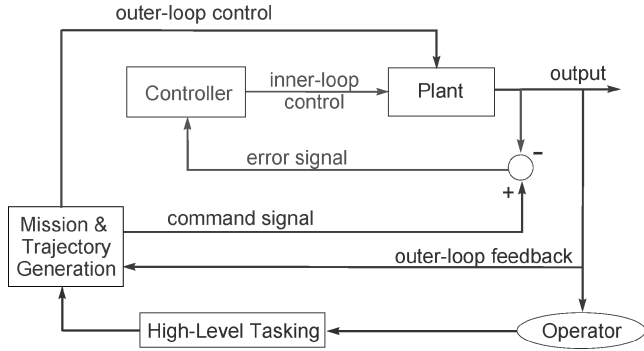 outer-loop control
output
inner-loop
control
Controller
Plant
error signal
-
+
command signal
Mission &
Trajectory
Generation
outer-loop feedback
High-Level Tasking
Operator